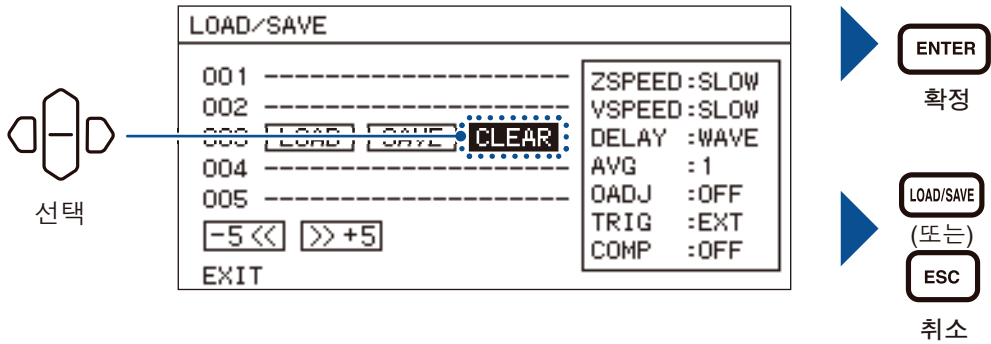 LOAD/SAVE
001 --------------------
002 --------------------
003 LOAD SAVE CLEAR
004 --------------------
005 --------------------
-5<< >>+5
EXIT
ZSPEED:SLOW
VSPEED:SLOW
DELAY :WAVE
AVG :1
OADJ :OFF
TRIG :EXT
COMP :OFF
선택
ENTER
확정
LOAD/SAVE
(또는)
ESC
취소